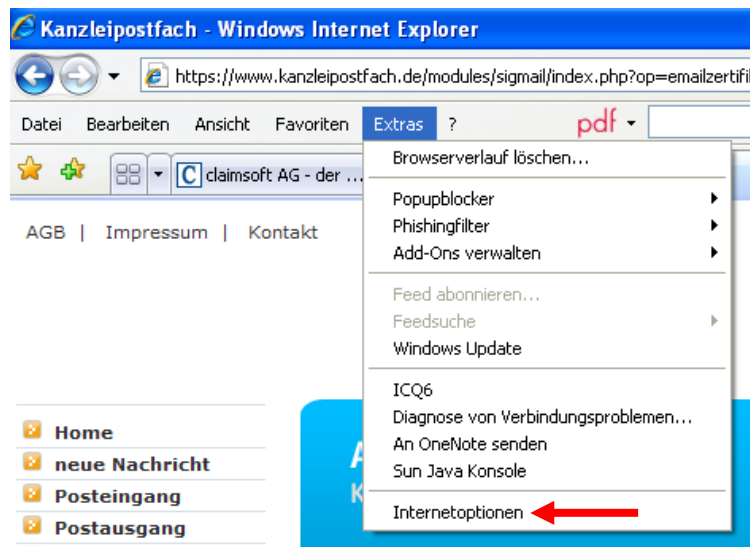 Kanzleipostfach - Windows Internet Explorer
https://www.kanzleipostfach.de/modules/sigmail/index.php?op=emailzertifi
Datei Bearbeiten Ansicht Favoriten Extras ? pdf
claimsoft AG - der ...
AGB | Impressum | Kontakt
Browserverlauf löschen...
Popupblocker
Phishingfilter
Add-Ons verwalten
Feed abonnieren...
Feedsuche
Windows Update
ICQ6
Diagnose von Verbindungsproblemen...
An OneNote senden
Sun Java Konsole
Internetoptionen
Home
neue Nachricht
Posteingang
Postausgang